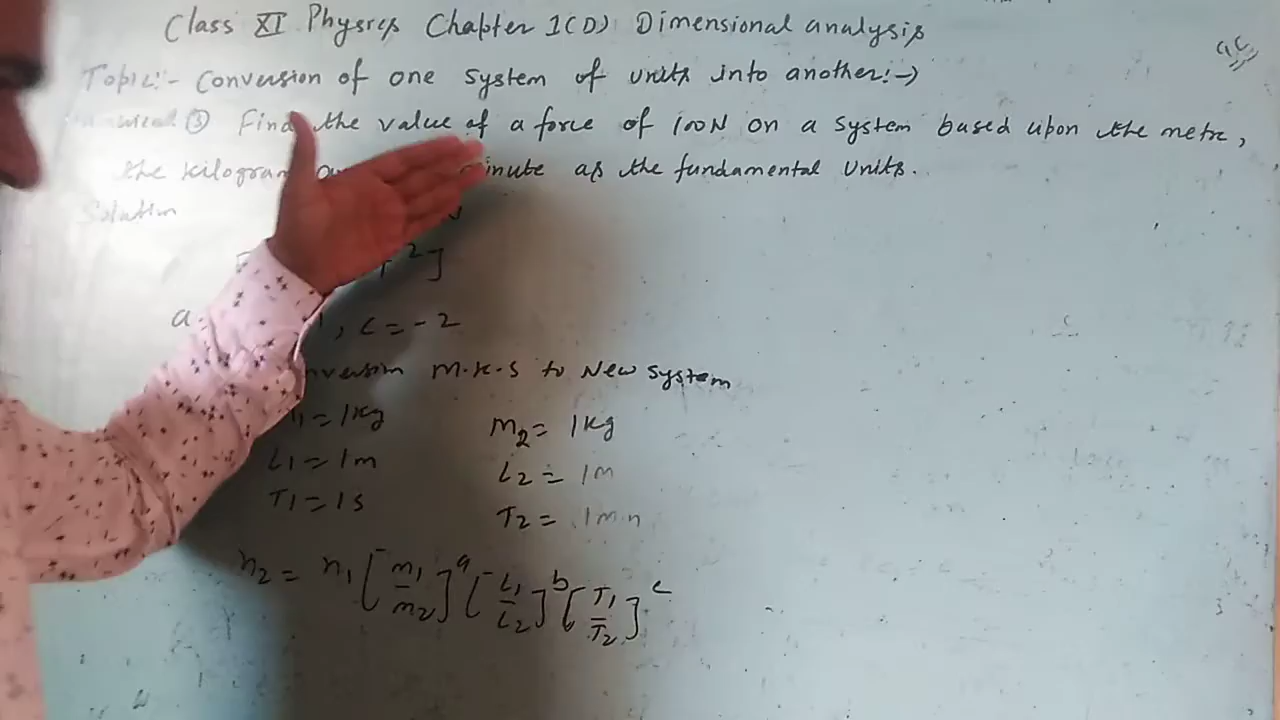 Class XI Physics Chapter 1(D) Dimensional analysis
Topic:- Conversion of one system of units into another:->
③ Find the value of a force of 100N on a system based upon the metre,
the kilogram minute as the fundamental units.
Solution
2]
a , c = -2
m.k.s to New system
= 1kg m2 = 1kg
L1 = 1m L2 = 1m
T1 = 1s T2 = 1min
n2 = n1 [m1/m2]^a [L1/L2]^b [T1/T2]^c